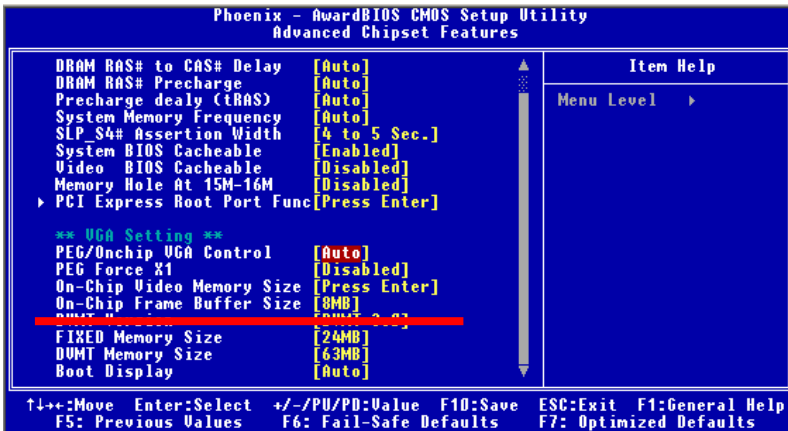 Phoenix - AwardBIOS CMOS Setup Utility
Advanced Chipset Features
DRAM RAS# to CAS# Delay [Auto]
DRAM RAS# Precharge [Auto]
Precharge dealy (tRAS) [Auto]
System Memory Frequency [Auto]
SLP_S4# Assertion Width [4 to 5 Sec.]
System BIOS Cacheable [Enabled]
Video BIOS Cacheable [Disabled]
Memory Hole At 15M-16M [Disabled]
PCI Express Root Port Func[Press Enter]
** VGA Setting **
PEG/Onchip VGA Control [Auto]
PEG Force X1 [Disabled]
On-Chip Video Memory Size [Press Enter]
On-Chip Frame Buffer Size [8MB]
DVMT Version [DVMT 3.0]
FIXED Memory Size [24MB]
DVMT Memory Size [63MB]
Boot Display [Auto]
Item Help
Menu Level
↑↓→←:Move Enter:Select +/-/PU/PD:Value F10:Save ESC:Exit F1:General Help
F5: Previous Values F6: Fail-Safe Defaults F7: Optimized Defaults